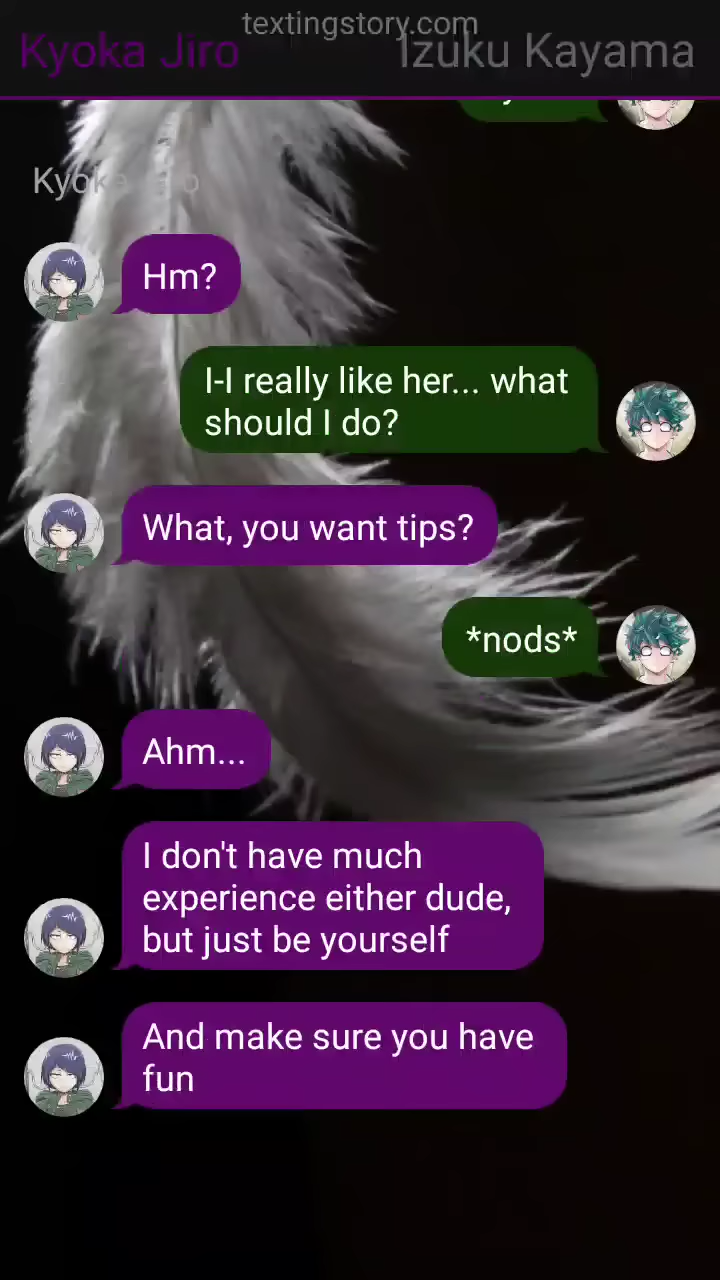 textingstory.com
Kyoka Jiro
Izuku Kayama
Kyoka Jiro
Hm?
I-I really like her... what
should I do?
What, you want tips?
*nods*
Ahm...
I don't have much
experience either dude,
but just be yourself
And make sure you have
fun